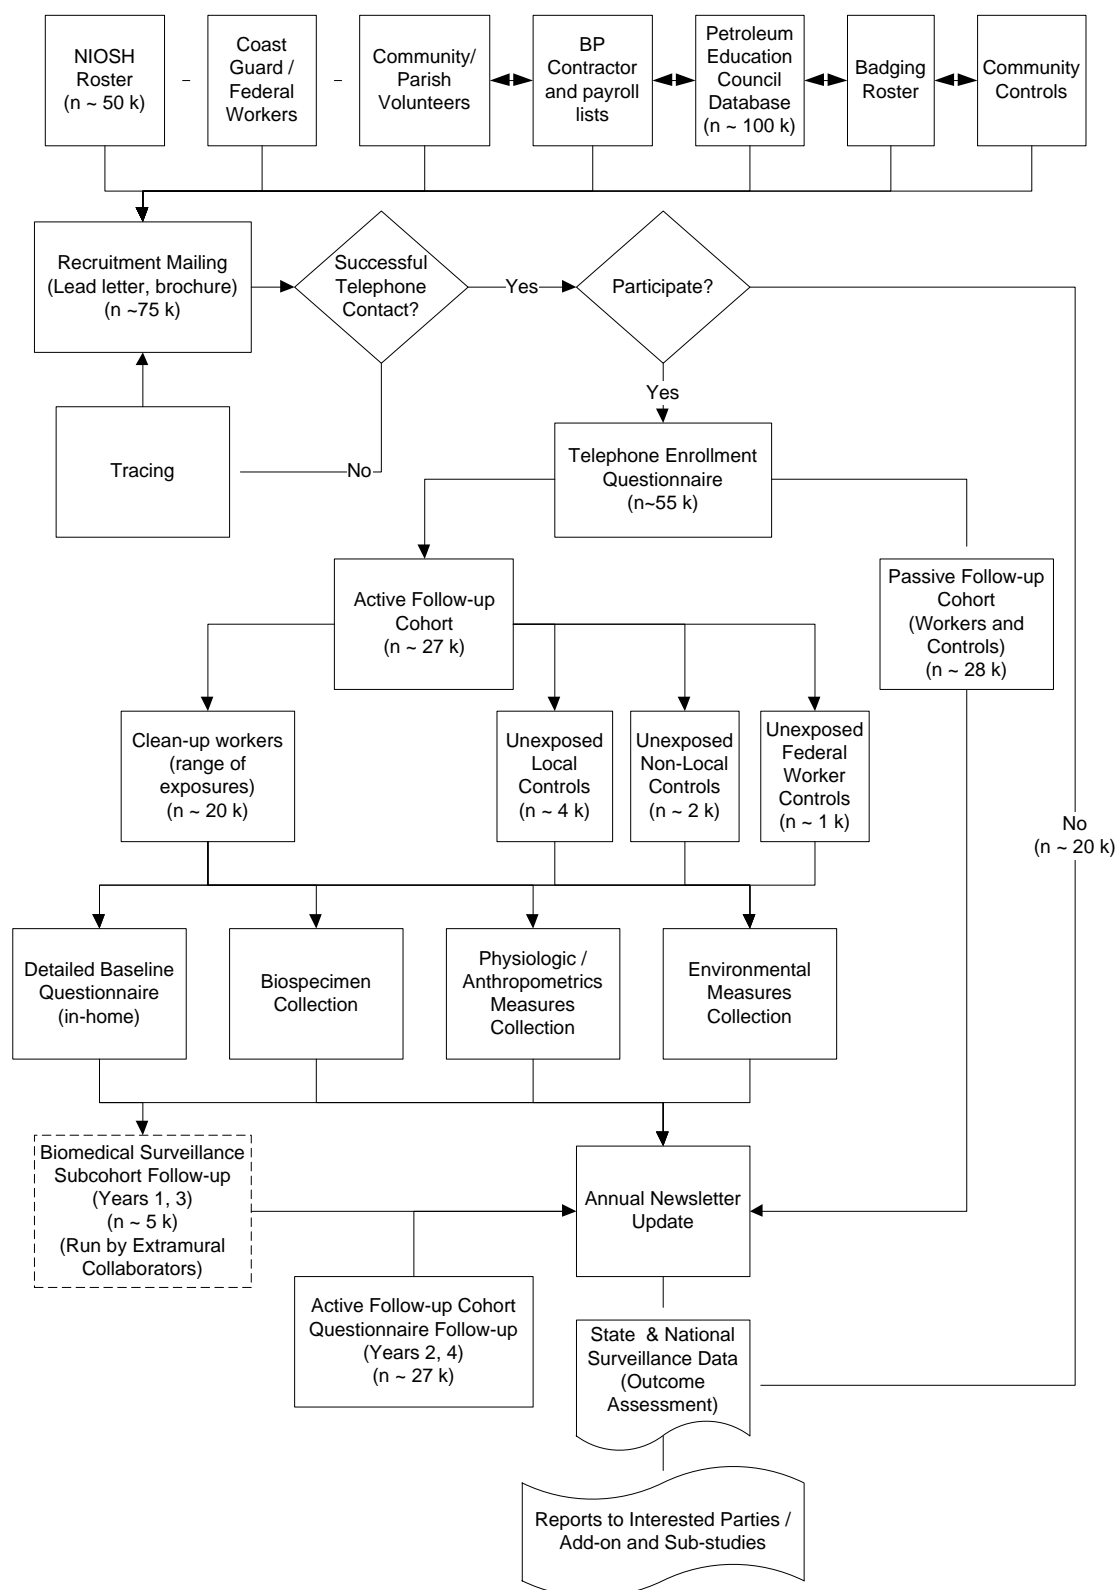 NIOSH
Roster
(n ~ 50 k)
Coast
Guard /
Federal
Workers
Community/
Parish
Volunteers
BP
Contractor
and payroll
lists
Petroleum
Education
Council
Database
(n ~ 100 k)
Badging
Roster
Community
Controls
Recruitment Mailing
(Lead letter, brochure)
(n ~75 k)
Successful
Telephone
Contact?
Yes
Participate?
Yes
Tracing
No
Telephone Enrollment
Questionnaire
(n~55 k)
Active Follow-up
Cohort
(n ~ 27 k)
Passive Follow-up
Cohort
(Workers and
Controls)
(n ~ 28 k)
Clean-up workers
(range of
exposures)
(n ~ 20 k)
Unexposed
Local
Controls
(n ~ 4 k)
Unexposed
Non-Local
Controls
(n ~ 2 k)
Unexposed
Federal
Worker
Controls
(n ~ 1 k)
No
(n ~ 20 k)
Detailed Baseline
Questionnaire
(in-home)
Biospecimen
Collection
Physiologic /
Anthropometrics
Measures
Collection
Environmental
Measures
Collection
Biomedical Surveillance
Subcohort Follow-up
(Years 1, 3)
(n ~ 5 k)
(Run by Extramural
Collaborators)
Annual Newsletter
Update
Active Follow-up Cohort
Questionnaire Follow-up
(Years 2, 4)
(n ~ 27 k)
State & National
Surveillance Data
(Outcome
Assessment)
Reports to Interested Parties /
Add-on and Sub-studies